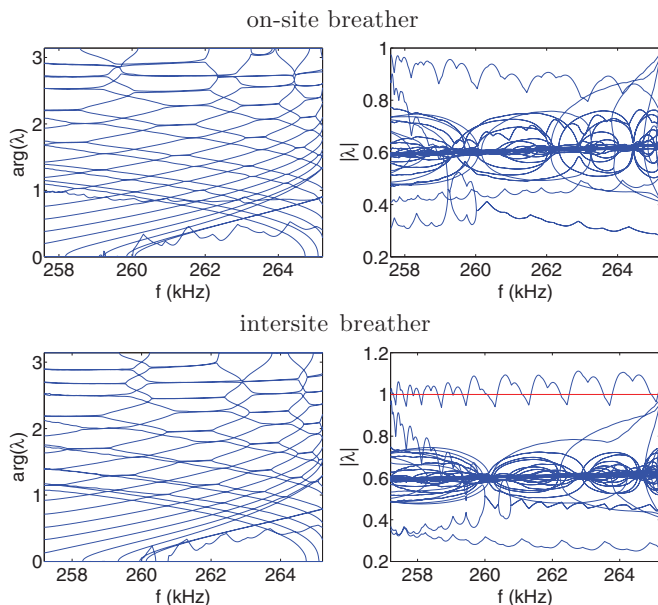 on-site breather
3
2
1
0
arg(λ)
258 260 262 264
f (kHz)
1
0.8
0.6
0.4
0.2
|λ|
258 260 262 264
f (kHz)
intersite breather
3
2
1
0
arg(λ)
258 260 262 264
f (kHz)
1.2
1
0.8
0.6
0.4
0.2
|λ|
258 260 262 264
f (kHz)